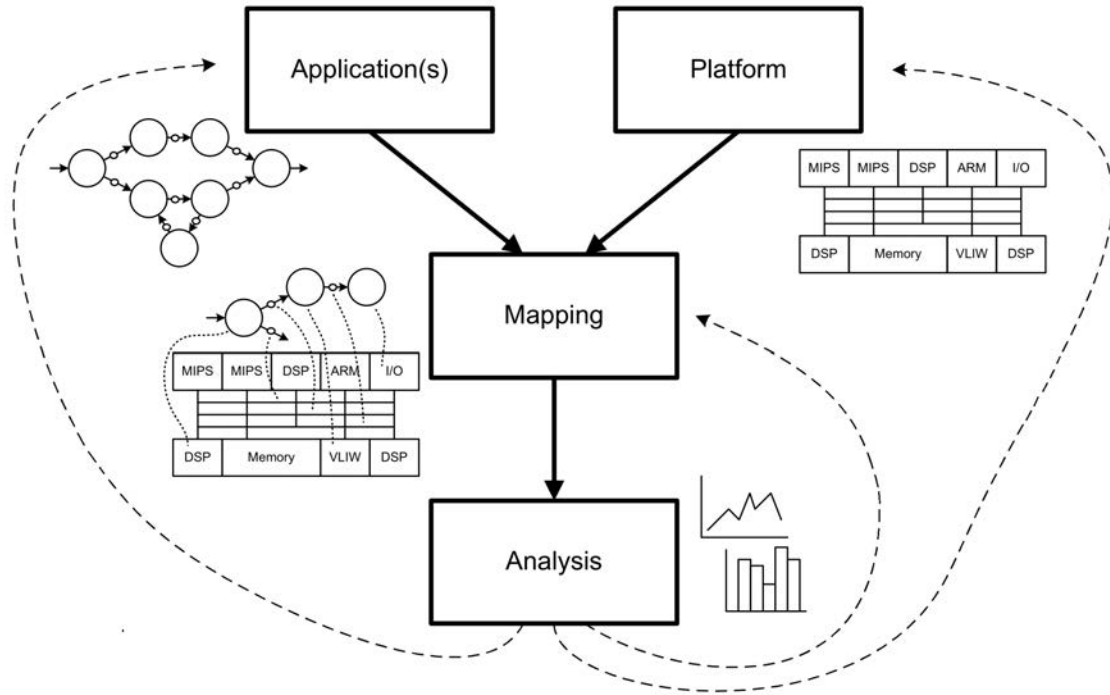 Application(s)
Platform
MIPS MIPS DSP ARM I/O
DSP Memory VLIW DSP
Mapping
MIPS MIPS DSP ARM I/O
DSP Memory VLIW DSP
Analysis